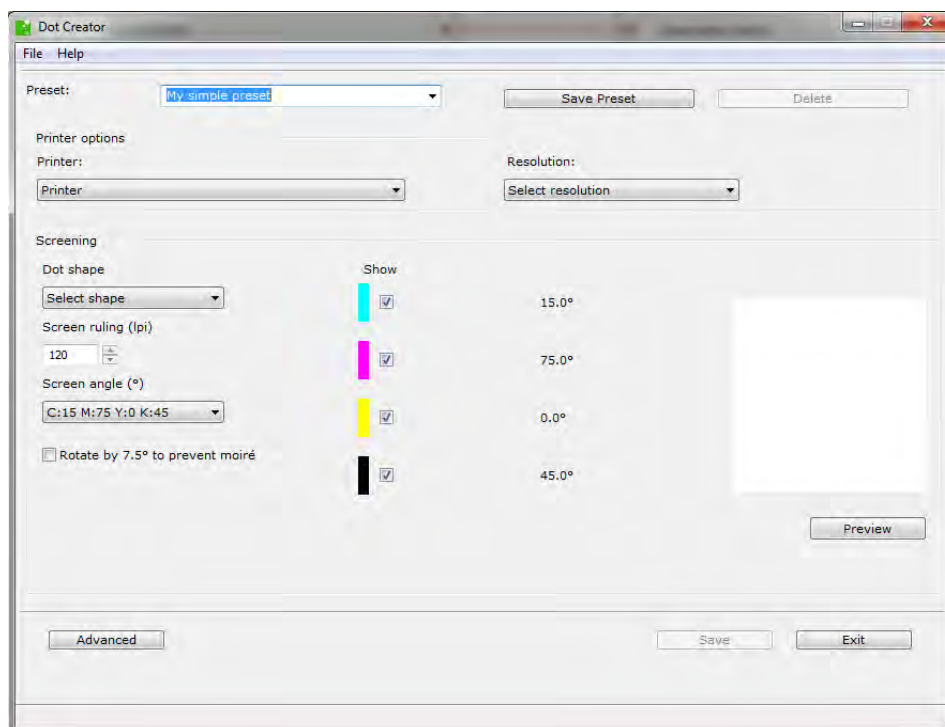 Dot Creator
File Help
Preset:
My simple preset
Save Preset
Delete
Printer options
Printer:
Resolution:
Printer
Select resolution
Screening
Dot shape
Show
Select shape
15.0°
Screen ruling (lpi)
120
75.0°
Screen angle (°)
C:15 M:75 Y:0 K:45
0.0°
Rotate by 7.5° to prevent moiré
45.0°
Preview
Advanced
Save
Exit